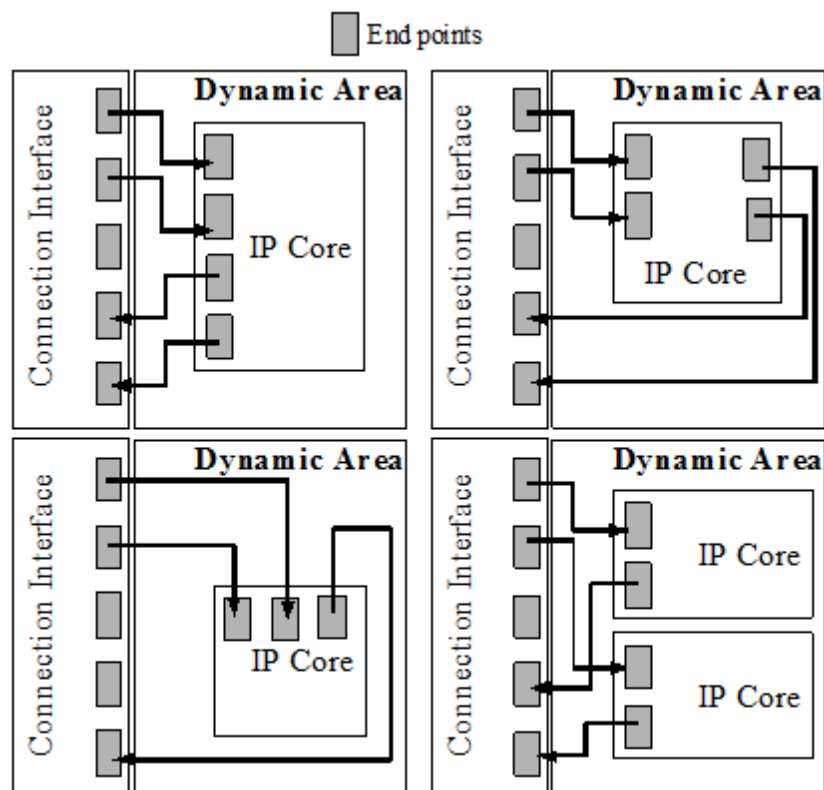 End points
Connection Interface
Dynamic Area
IP Core
Connection Interface
Dynamic Area
IP Core
Connection Interface
Dynamic Area
IP Core
Connection Interface
Dynamic Area
IP Core
IP Core